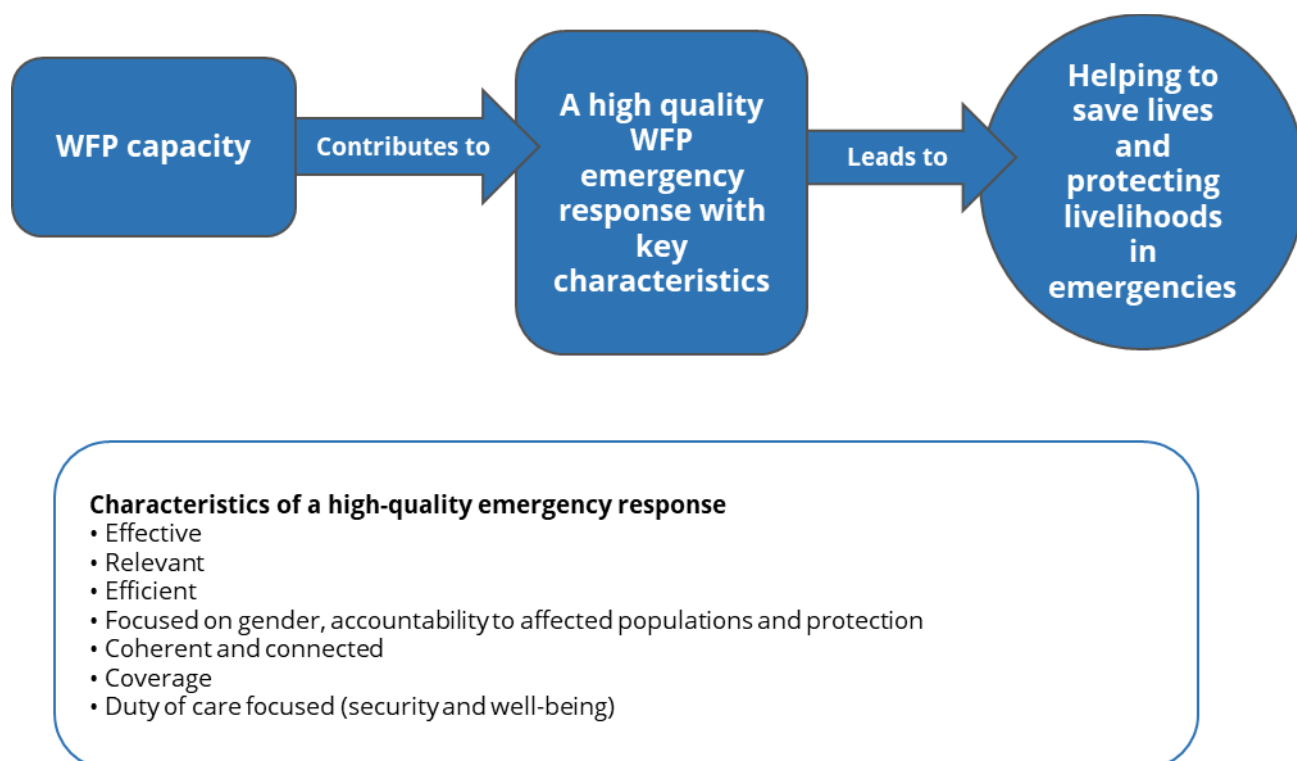 WFP capacity
Contributes to
A high quality
WFP
emergency
response with
key
characteristics
Leads to
Helping to
save lives
and
protecting
livelihoods
in
emergencies
Characteristics of a high-quality emergency response
• Effective
• Relevant
• Efficient
• Focused on gender, accountability to affected populations and protection
• Coherent and connected
• Coverage
• Duty of care focused (security and well-being)